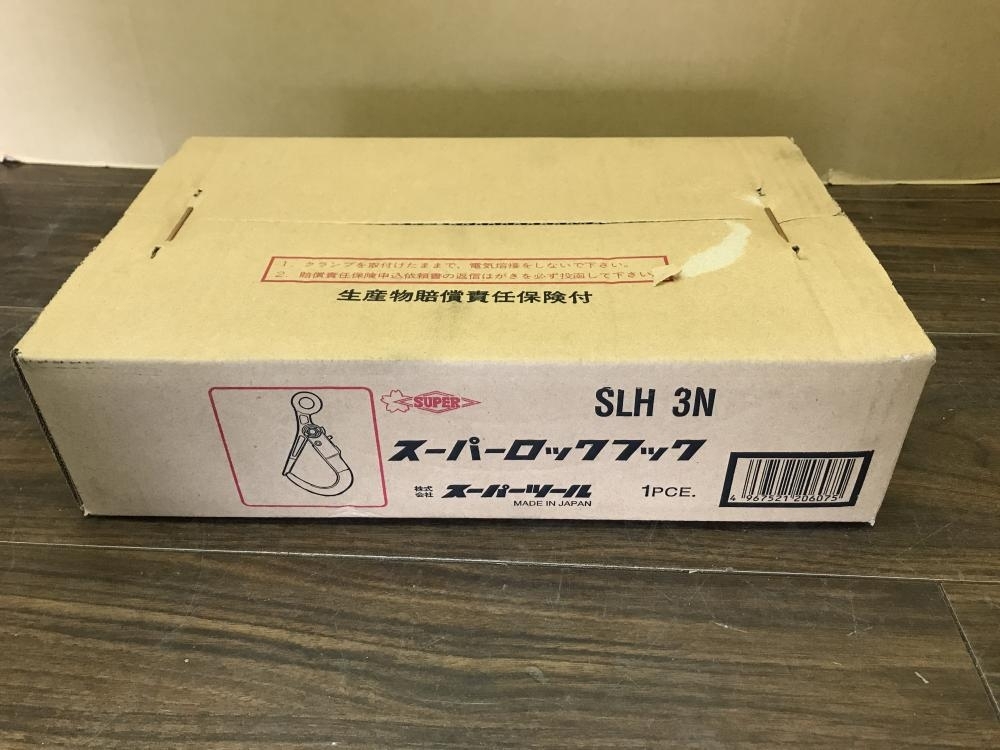 1. クランプを取付けたままで、電気熔接をしないで下さい。
2. 賠償責任保険申込依頼書の返信はがきを必ず投函して下さい
生産物賠償責任保険付
SUPER
SLH 3N
スーパーロックフック
株式会社 スーパーツール
1PCE.
MADE IN JAPAN
4 967521 206075